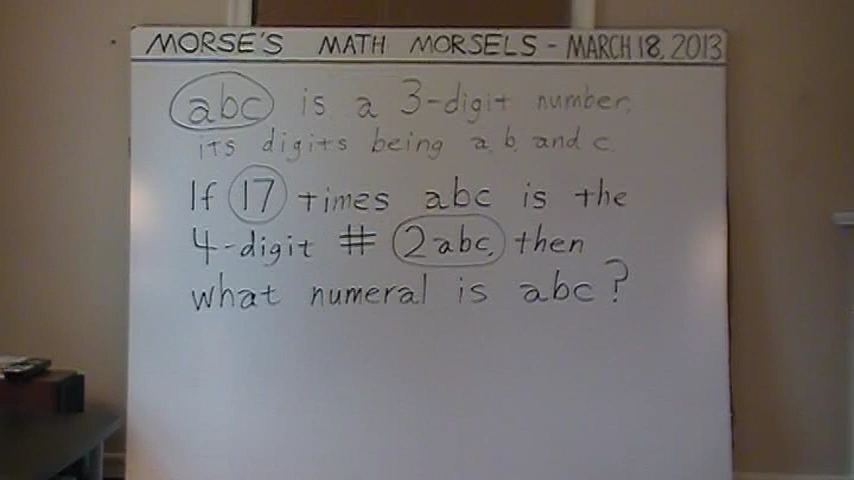 MORSE'S MATH MORSELS - MARCH 18, 2013
abc is a 3-digit number,
its digits being a, b, and c.
If 17 times abc is the
4-digit # 2abc, then
what numeral is abc?